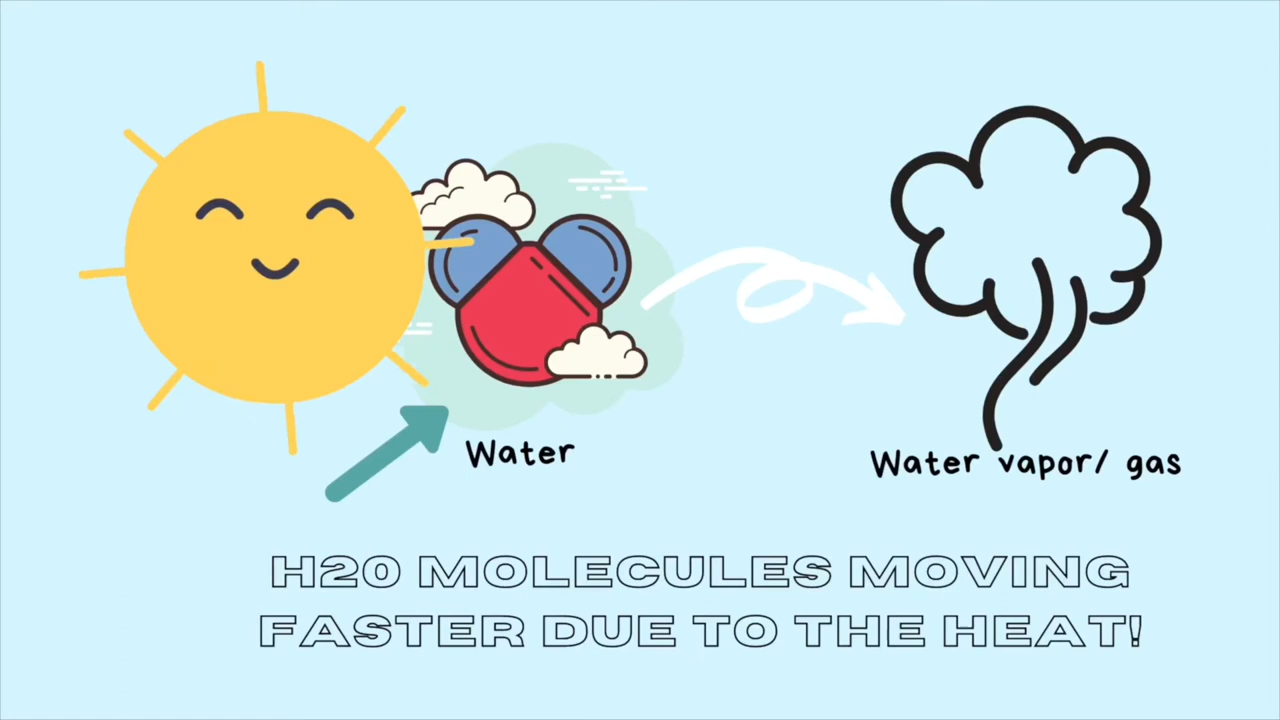 Water
Water vapor/ gas
H20 MOLECULES MOVING
FASTER DUE TO THE HEAT!